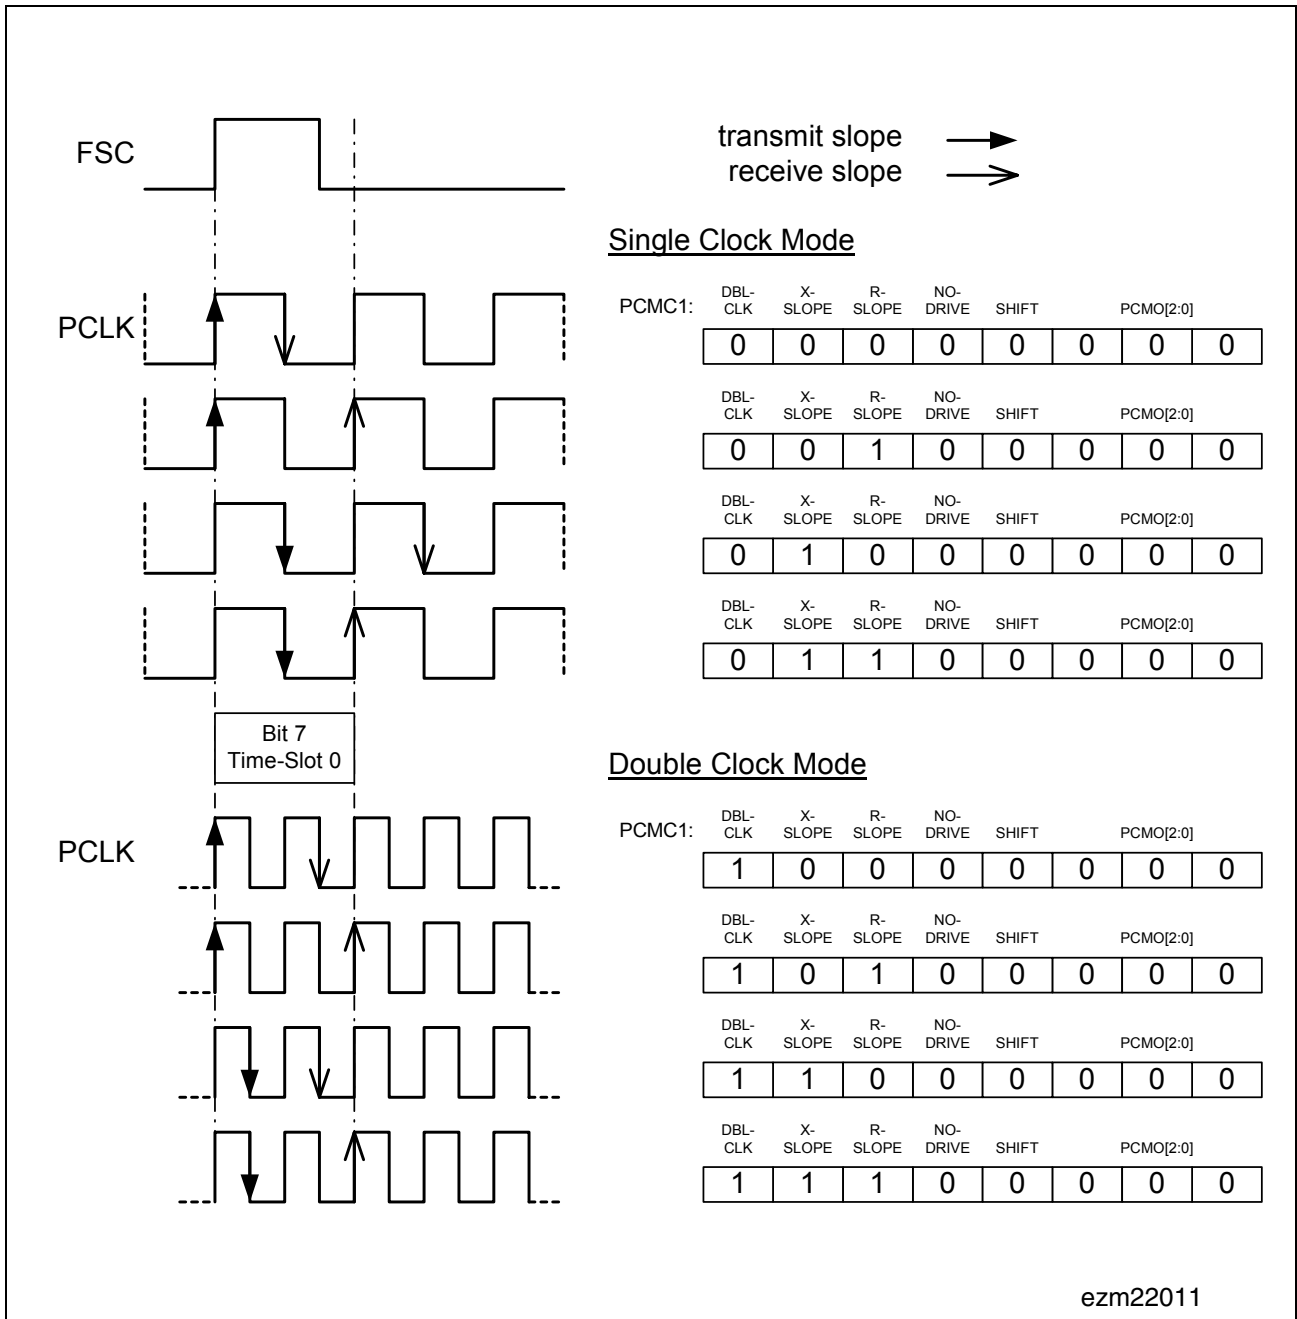 FSC
transmit slope
receive slope
Single Clock Mode
PCLK
PCMC1:
DBL- X- R- NO-
CLK SLOPE SLOPE DRIVE SHIFT PCMO[2:0]
0 0 0 0 0 0 0 0
DBL- X- R- NO-
CLK SLOPE SLOPE DRIVE SHIFT PCMO[2:0]
0 0 1 0 0 0 0 0
DBL- X- R- NO-
CLK SLOPE SLOPE DRIVE SHIFT PCMO[2:0]
0 1 0 0 0 0 0 0
DBL- X- R- NO-
CLK SLOPE SLOPE DRIVE SHIFT PCMO[2:0]
0 1 1 0 0 0 0 0
Bit 7
Time-Slot 0
Double Clock Mode
PCLK
PCMC1:
DBL- X- R- NO-
CLK SLOPE SLOPE DRIVE SHIFT PCMO[2:0]
1 0 0 0 0 0 0 0
DBL- X- R- NO-
CLK SLOPE SLOPE DRIVE SHIFT PCMO[2:0]
1 0 1 0 0 0 0 0
DBL- X- R- NO-
CLK SLOPE SLOPE DRIVE SHIFT PCMO[2:0]
1 1 0 0 0 0 0 0
DBL- X- R- NO-
CLK SLOPE SLOPE DRIVE SHIFT PCMO[2:0]
1 1 1 0 0 0 0 0
ezm22011